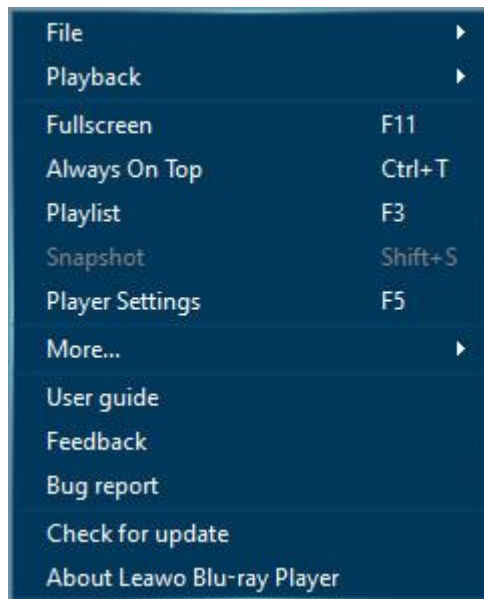 File
Playback
Fullscreen F11
Always On Top Ctrl+T
Playlist F3
Snapshot Shift+S
Player Settings F5
More...
User guide
Feedback
Bug report
Check for update
About Leawo Blu-ray Player